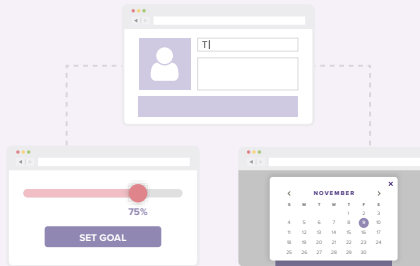 T
75%
SET GOAL
NOVEMBER
S M T W T F S
1 2 3
4 5 6 7 8 9 10
11 12 13 14 15 16 17
18 19 20 21 22 23 24
25 26 27 28 29 30